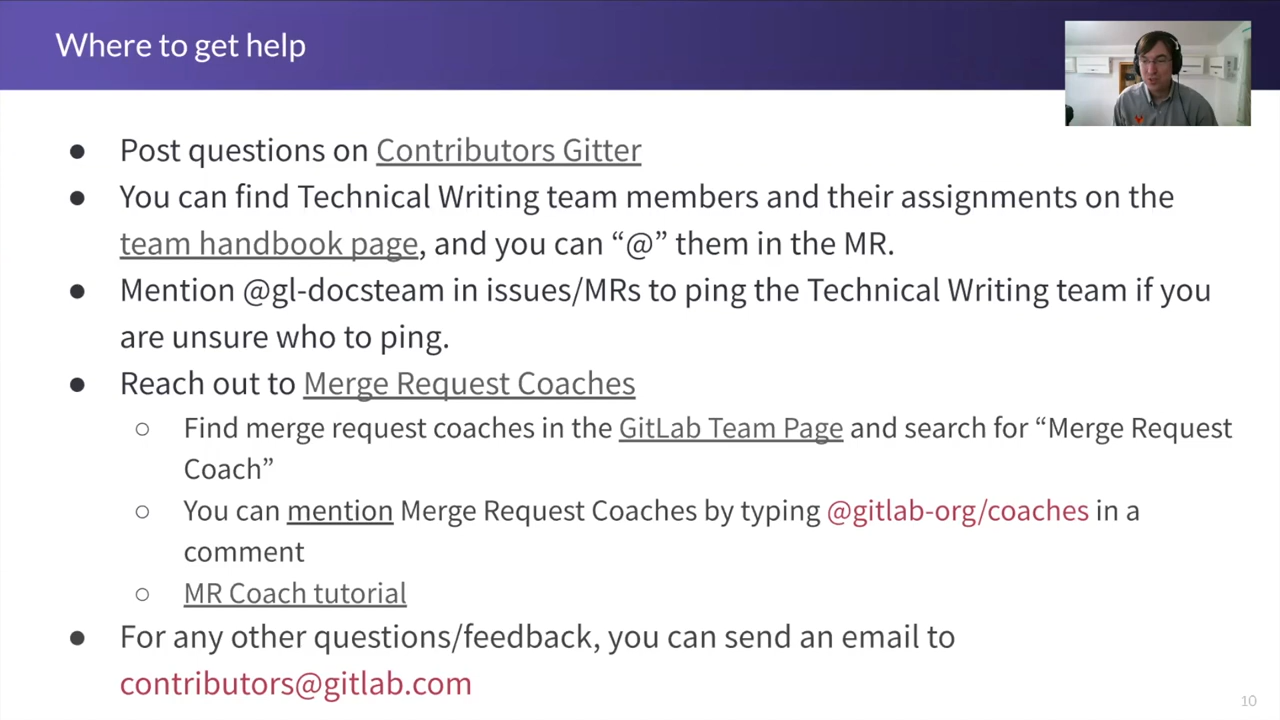 Where to get help
● Post questions on Contributors Gitter
● You can find Technical Writing team members and their assignments on the
team handbook page, and you can “@” them in the MR.
● Mention @gl-docsteam in issues/MRs to ping the Technical Writing team if you
are unsure who to ping.
● Reach out to Merge Request Coaches
○ Find merge request coaches in the GitLab Team Page and search for “Merge Request
Coach”
○ You can mention Merge Request Coaches by typing @gitlab-org/coaches in a
comment
○ MR Coach tutorial
● For any other questions/feedback, you can send an email to
contributors@gitlab.com
10